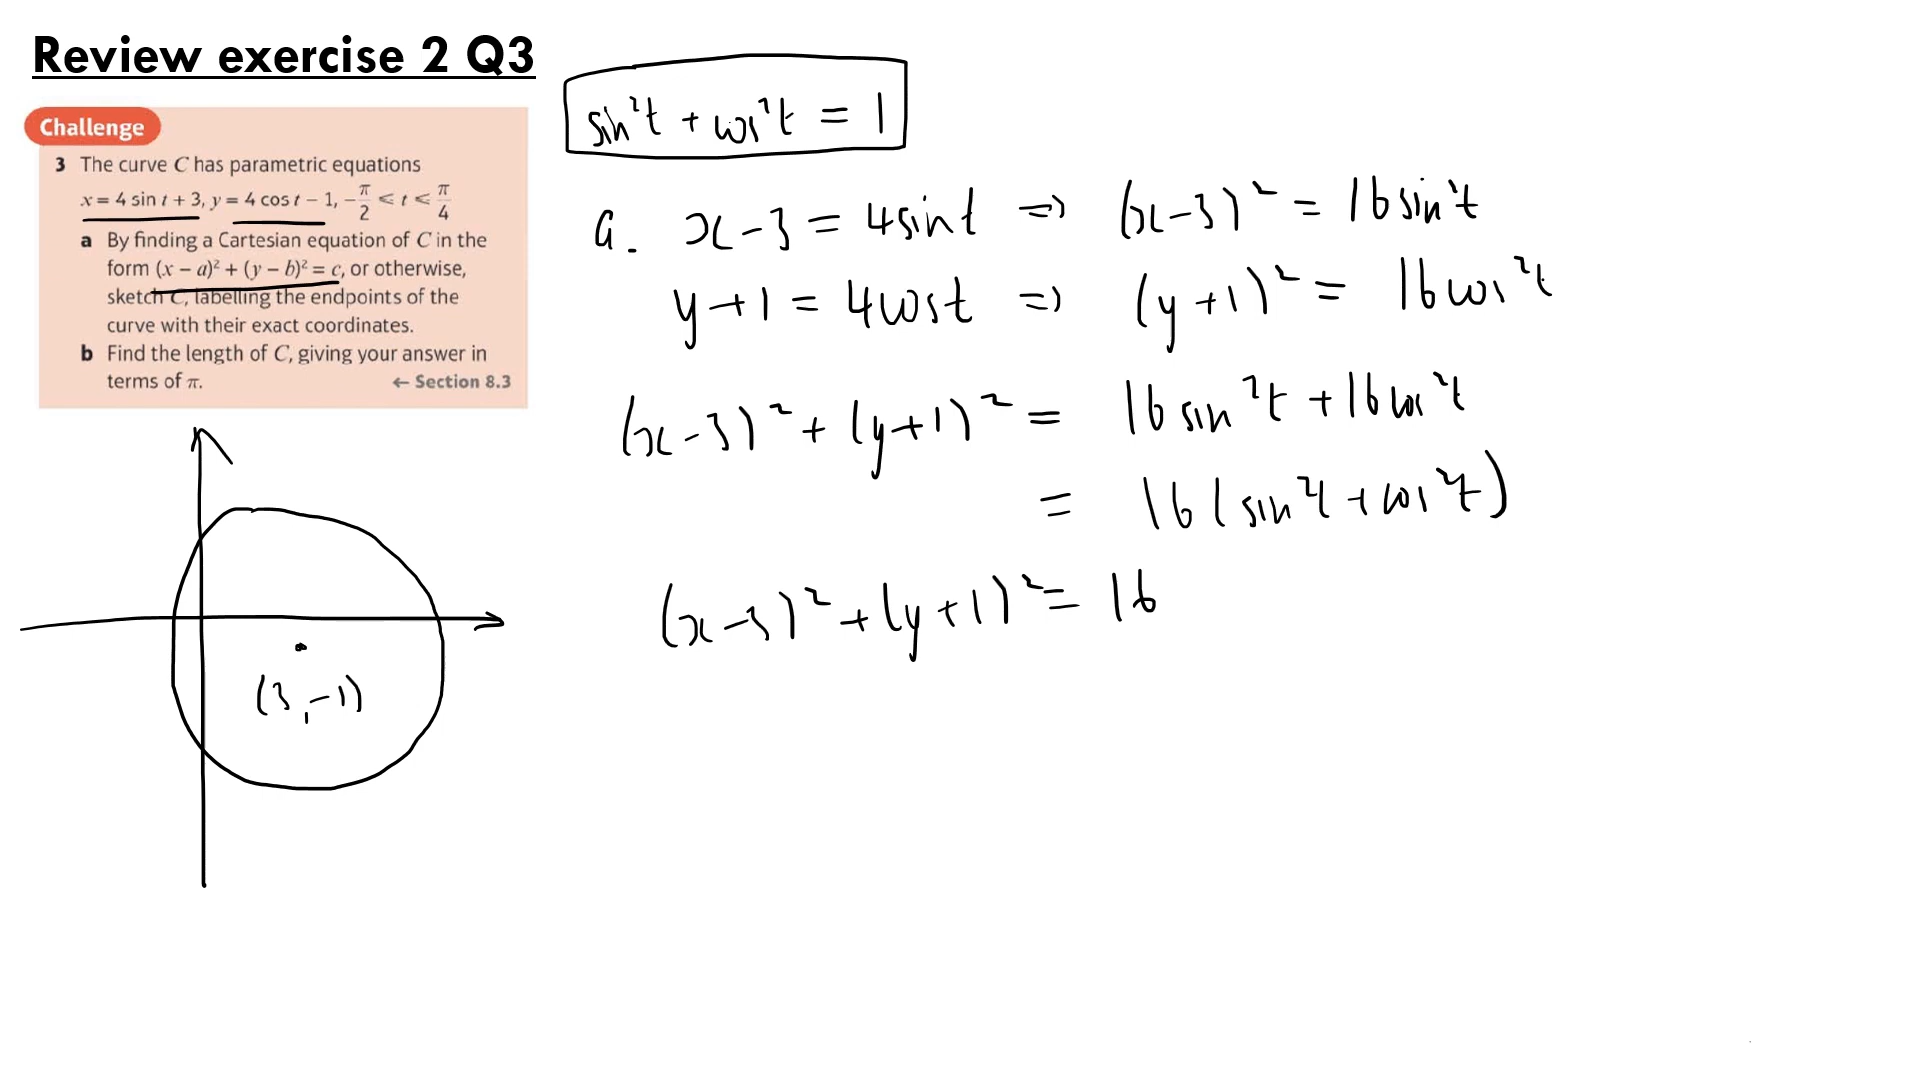 Review exercise 2 Q3
Challenge
3 The curve C has parametric equations
x = 4 sin t + 3, y = 4 cos t − 1, −π/2 ⩽ t ⩽ π/4
a By finding a Cartesian equation of C in the
form (x − a)² + (y − b)² = c, or otherwise,
sketch C, labelling the endpoints of the
curve with their exact coordinates.
b Find the length of C, giving your answer in
terms of π. ← Section 8.3
sin²t + cos²t = 1
a. x − 3 = 4sint ⇒ (x−3)² = 16sin²t
y + 1 = 4cost ⇒ (y+1)² = 16cos²t
(x−3)² + (y+1)² = 16sin²t + 16cos²t
= 16(sin²t + cos²t)
(x−3)² + (y+1)² = 16
(3,−1)